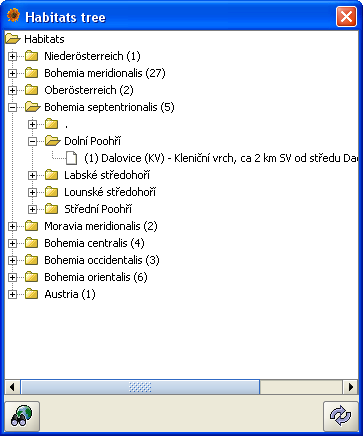 Habitats tree
Habitats
Niederösterreich (1)
Bohemia meridionalis (27)
Oberösterreich (2)
Bohemia septentrionalis (5)
.
Dolní Poohří
(1) Dalovice (KV) - Kleniční vrch, ca 2 km SV od středu
Labské středohoří
Lounské středohoří
Střední Poohří
Moravia meridionalis (2)
Bohemia centralis (4)
Bohemia occidentalis (3)
Bohemia orientalis (6)
Austria (1)